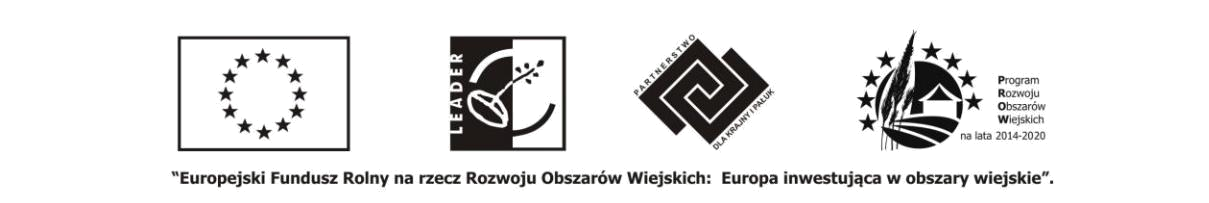 LEADER
PARTNERSTWO
DLA KRAJNY I PAŁUK
Program
Rozwoju
Obszarów
Wiejskich
na lata 2014-2020
“Europejski Fundusz Rolny na rzecz Rozwoju Obszarów Wiejskich: Europa inwestująca w obszary wiejskie”.